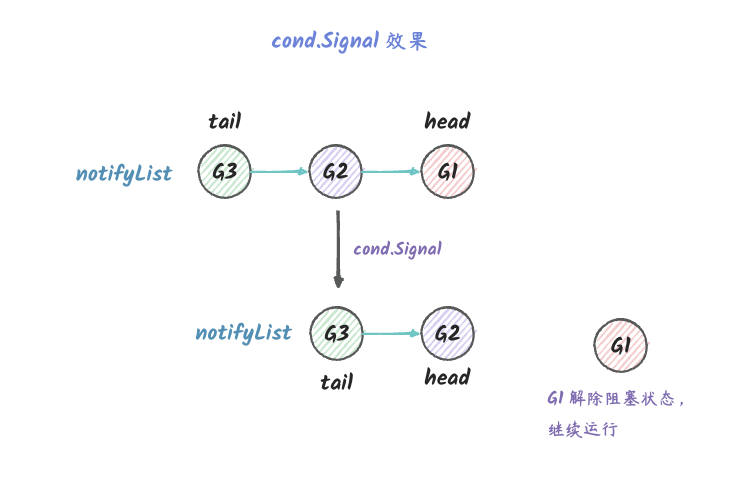 cond.Signal 效果
tail
head
notifyList
G3
G2
G1
cond.Signal
notifyList
G3
G2
G1
tail
head
G1 解除阻塞状态，
继续运行